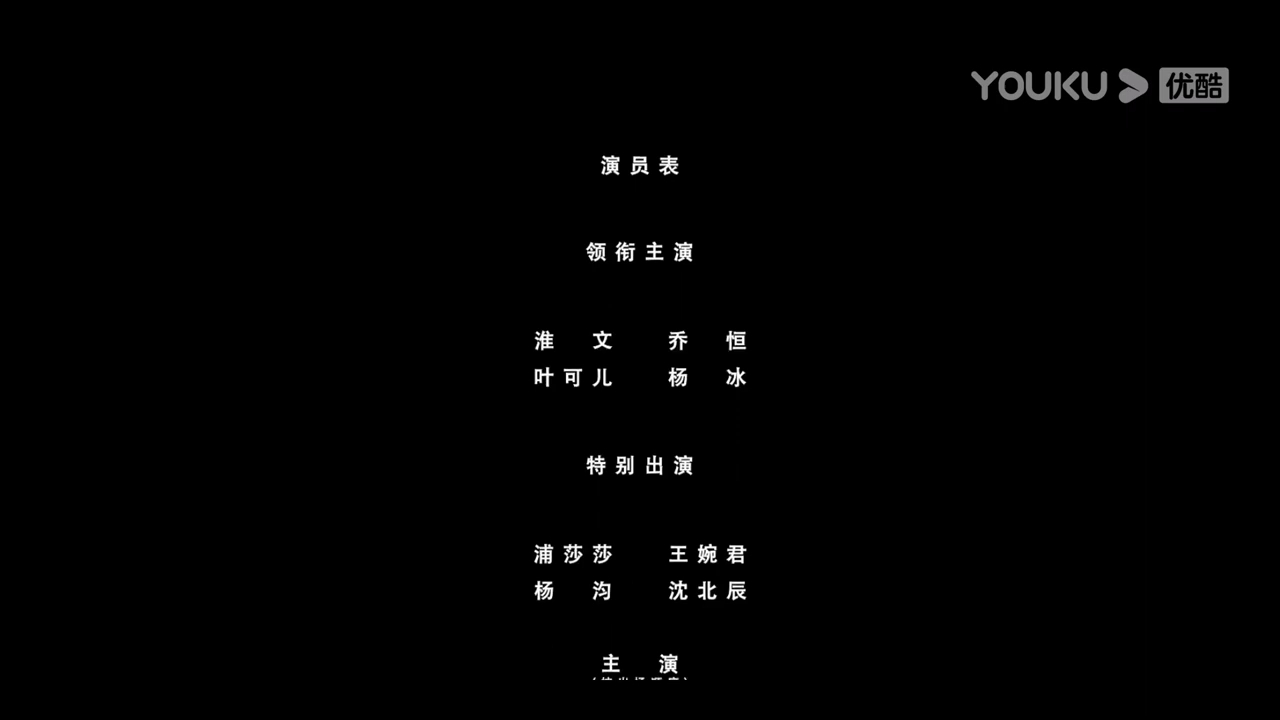 YOUKU 优酷
演员表
领衔主演
淮文 乔恒
叶可儿 杨冰
特别出演
浦莎莎 王婉君
杨沟 沈北辰
主演